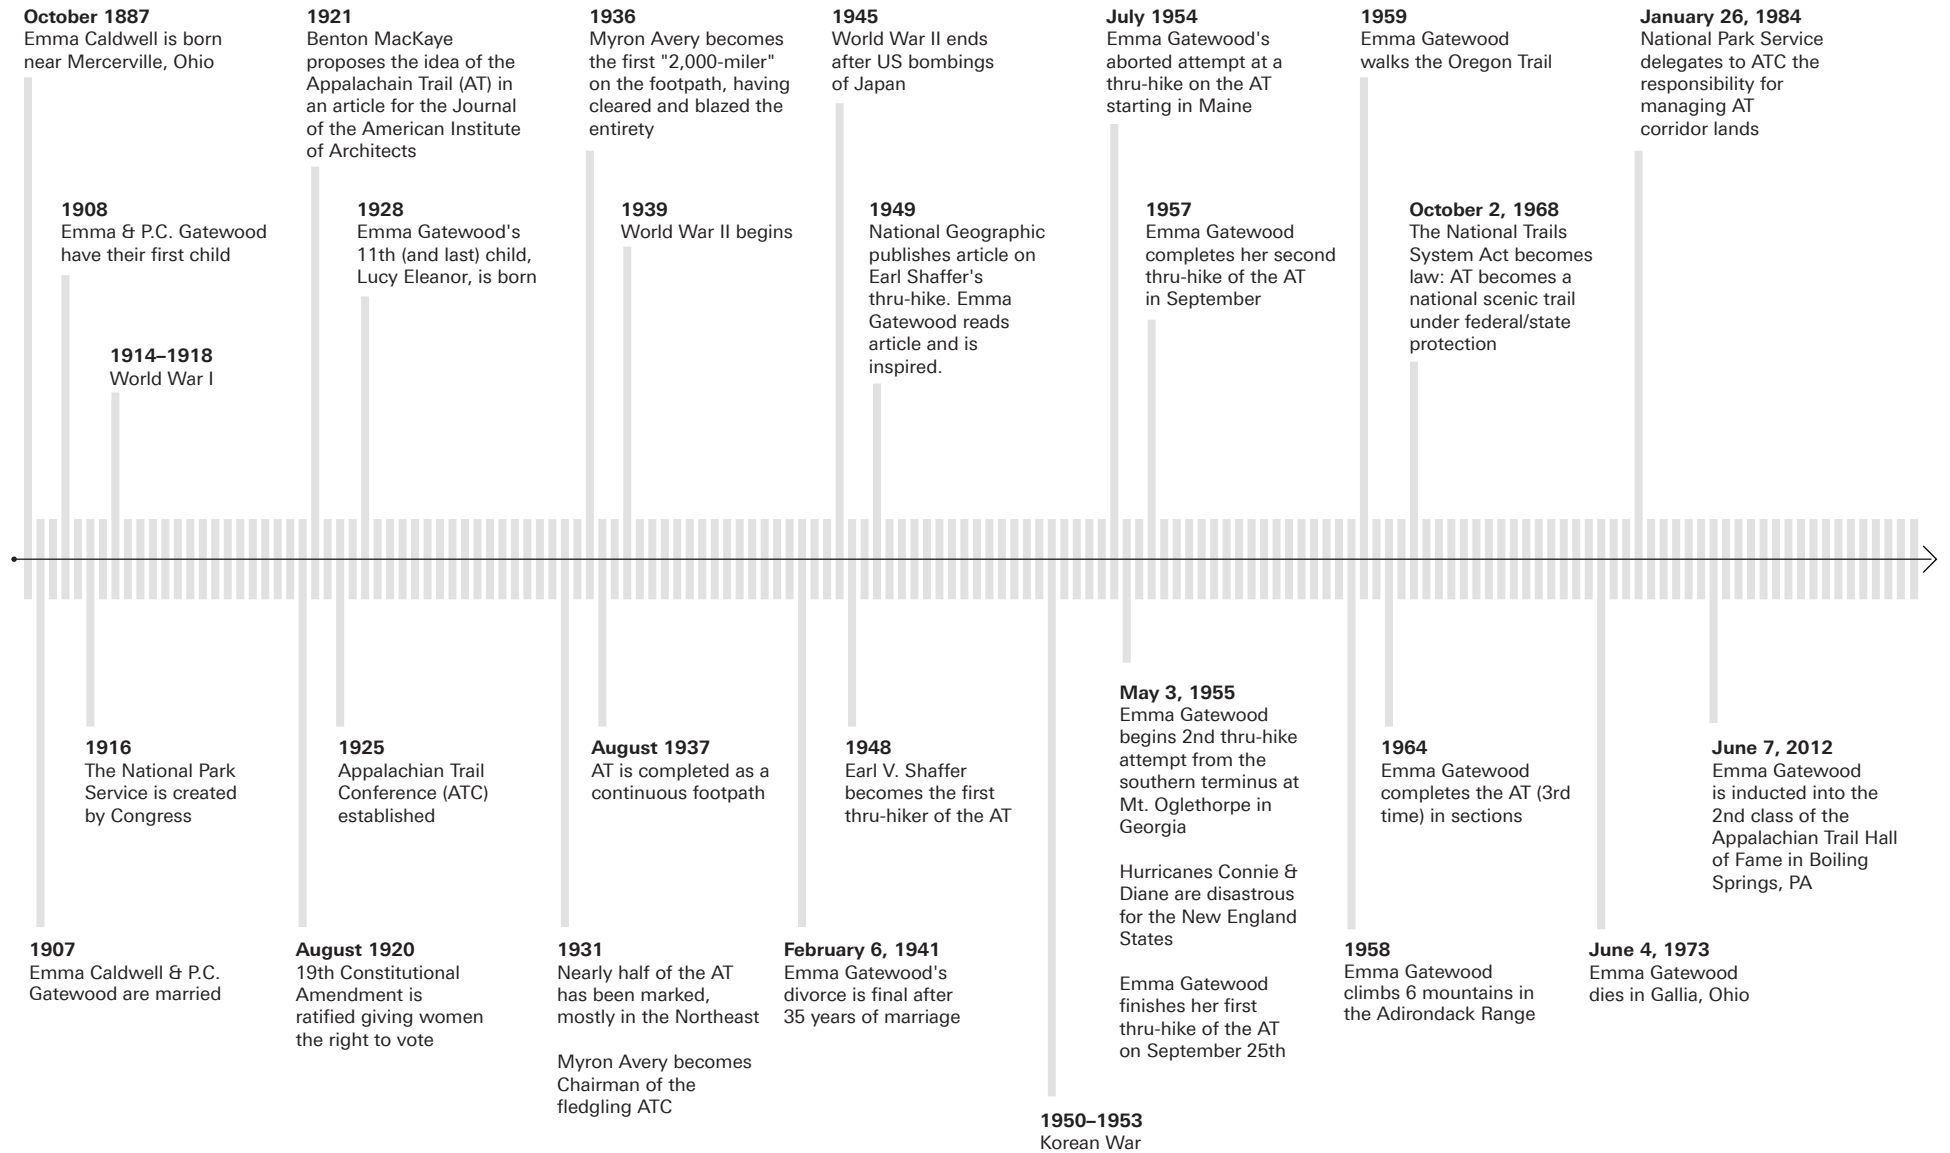 October 1887
Emma Caldwell is born
near Mercerville, Ohio
1921
Benton MacKaye
proposes the idea of the
Appalachain Trail (AT) in
an article for the Journal
of the American Institute
of Architects
1936
Myron Avery becomes
the first "2,000-miler"
on the footpath, having
cleared and blazed the
entirety
1945
World War II ends
after US bombings
of Japan
July 1954
Emma Gatewood's
aborted attempt at a
thru-hike on the AT
starting in Maine
1959
Emma Gatewood
walks the Oregon Trail
January 26, 1984
National Park Service
delegates to ATC the
responsibility for
managing AT
corridor lands
1908
Emma & P.C. Gatewood
have their first child
1928
Emma Gatewood's
11th (and last) child,
Lucy Eleanor, is born
1939
World War II begins
1949
National Geographic
publishes article on
Earl Shaffer's
thru-hike. Emma
Gatewood reads
article and is
inspired.
1957
Emma Gatewood
completes her second
thru-hike of the AT
in September
October 2, 1968
The National Trails
System Act becomes
law: AT becomes a
national scenic trail
under federal/state
protection
1914–1918
World War I
May 3, 1955
Emma Gatewood
begins 2nd thru-hike
attempt from the
southern terminus at
Mt. Oglethorpe in
Georgia
Hurricanes Connie &
Diane are disastrous
for the New England
States
Emma Gatewood
finishes her first
thru-hike of the AT
on September 25th
1916
The National Park
Service is created
by Congress
1925
Appalachian Trail
Conference (ATC)
established
August 1937
AT is completed as a
continuous footpath
1948
Earl V. Shaffer
becomes the first
thru-hiker of the AT
1964
Emma Gatewood
completes the AT (3rd
time) in sections
June 7, 2012
Emma Gatewood
is inducted into the
2nd class of the
Appalachian Trail Hall
of Fame in Boiling
Springs, PA
1907
Emma Caldwell & P.C.
Gatewood are married
August 1920
19th Constitutional
Amendment is
ratified giving women
the right to vote
1931
Nearly half of the AT
has been marked,
mostly in the Northeast
Myron Avery becomes
Chairman of the
fledgling ATC
February 6, 1941
Emma Gatewood's
divorce is final after
35 years of marriage
1958
Emma Gatewood
climbs 6 mountains in
the Adirondack Range
June 4, 1973
Emma Gatewood
dies in Gallia, Ohio
1950–1953
Korean War